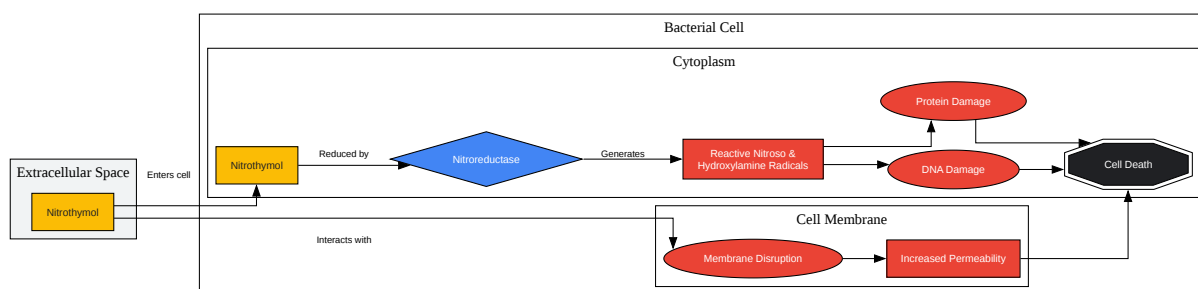 Bacterial Cell
Cytoplasm
Protein Damage
Nitrothymol
Reduced by
Nitroreductase
Generates
Reactive Nitroso &
Hydroxylamine Radicals
DNA Damage
Cell Death
Extracellular Space
Nitrothymol
Enters cell
Interacts with
Cell Membrane
Membrane Disruption
Increased Permeability